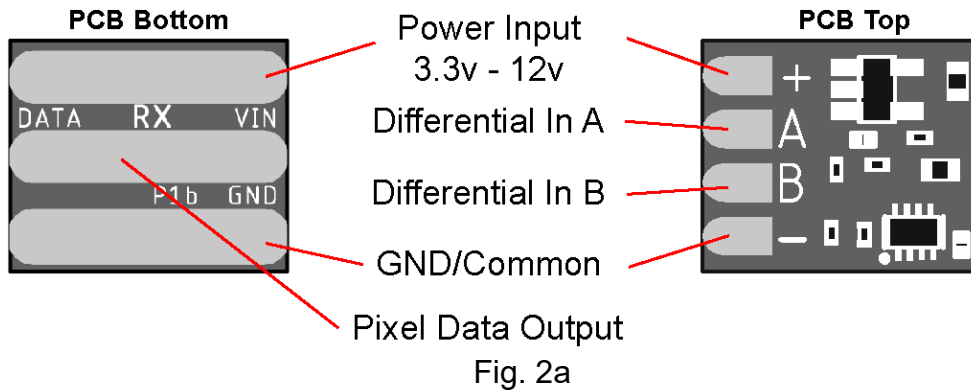 PCB Bottom
PCB Top
Power Input
3.3v - 12v
DATA RX VIN
Differential In A
Differential In B
P1b GND
GND/Common
Pixel Data Output
+
A
B
-
Fig. 2a